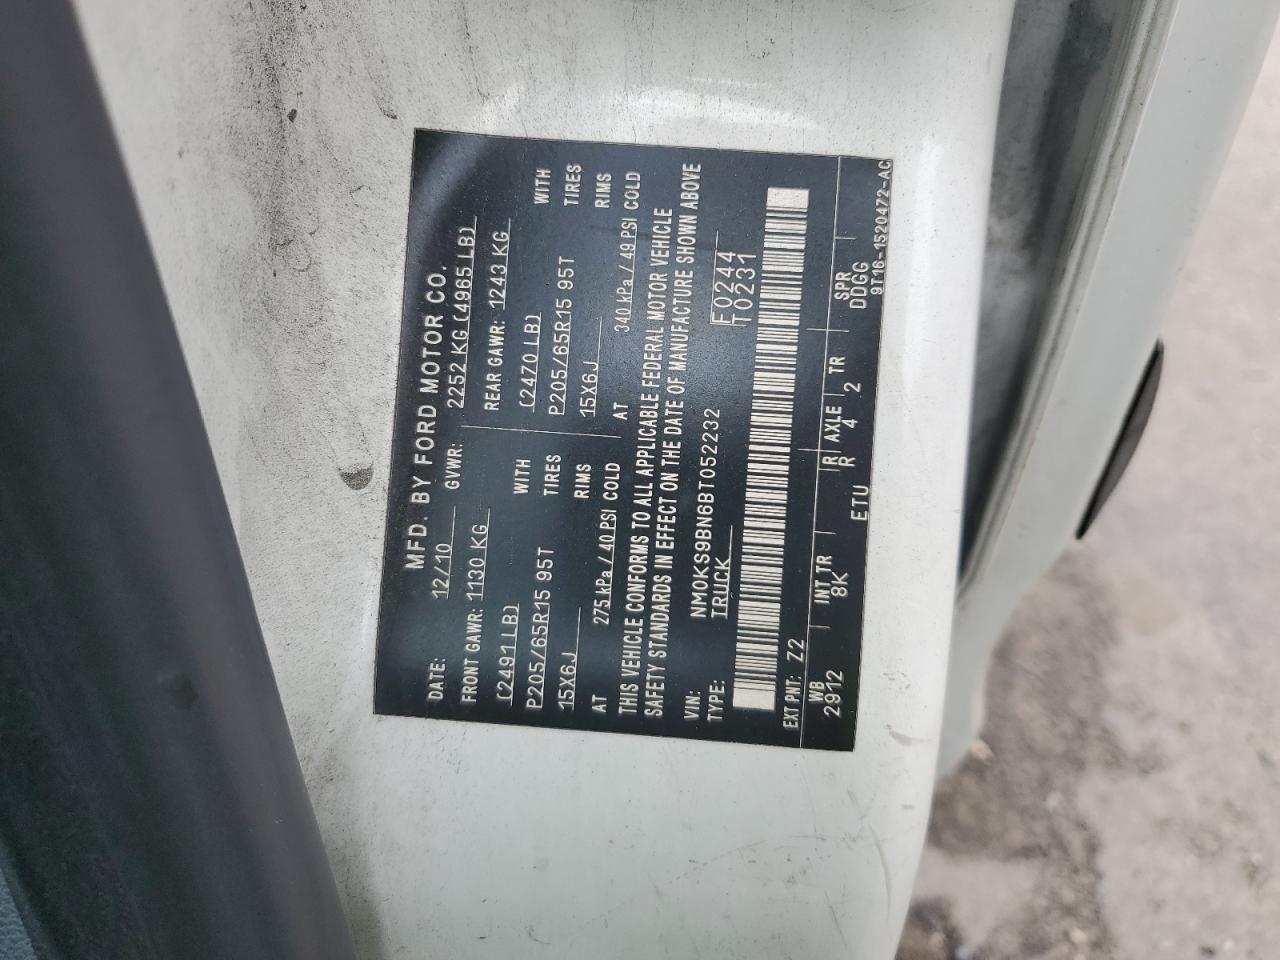 MFD. BY FORD MOTOR CO.
DATE: 12/10 GVWR: 2252 KG (4965 LB)
FRONT GAWR: 1130 KG REAR GAWR: 1243 KG
(2491 LB) WITH (2470 LB) WITH
P205/65R15 95T TIRES P205/65R15 95T TIRES
15X6J RIMS 15X6J RIMS
AT 275 kPa / 40 PSI COLD AT 340 kPa / 49 PSI COLD
THIS VEHICLE CONFORMS TO ALL APPLICABLE FEDERAL MOTOR VEHICLE
SAFETY STANDARDS IN EFFECT ON THE DATE OF MANUFACTURE SHOWN ABOVE
VIN: NM0KS9BN6BT052232 F0244
TYPE: TRUCK T0231
EXT PNT: Z2
WB INT TR R AXLE TR SPR
2912 8K R 4 2 DDGG
ETU 9T16-1520472-AC